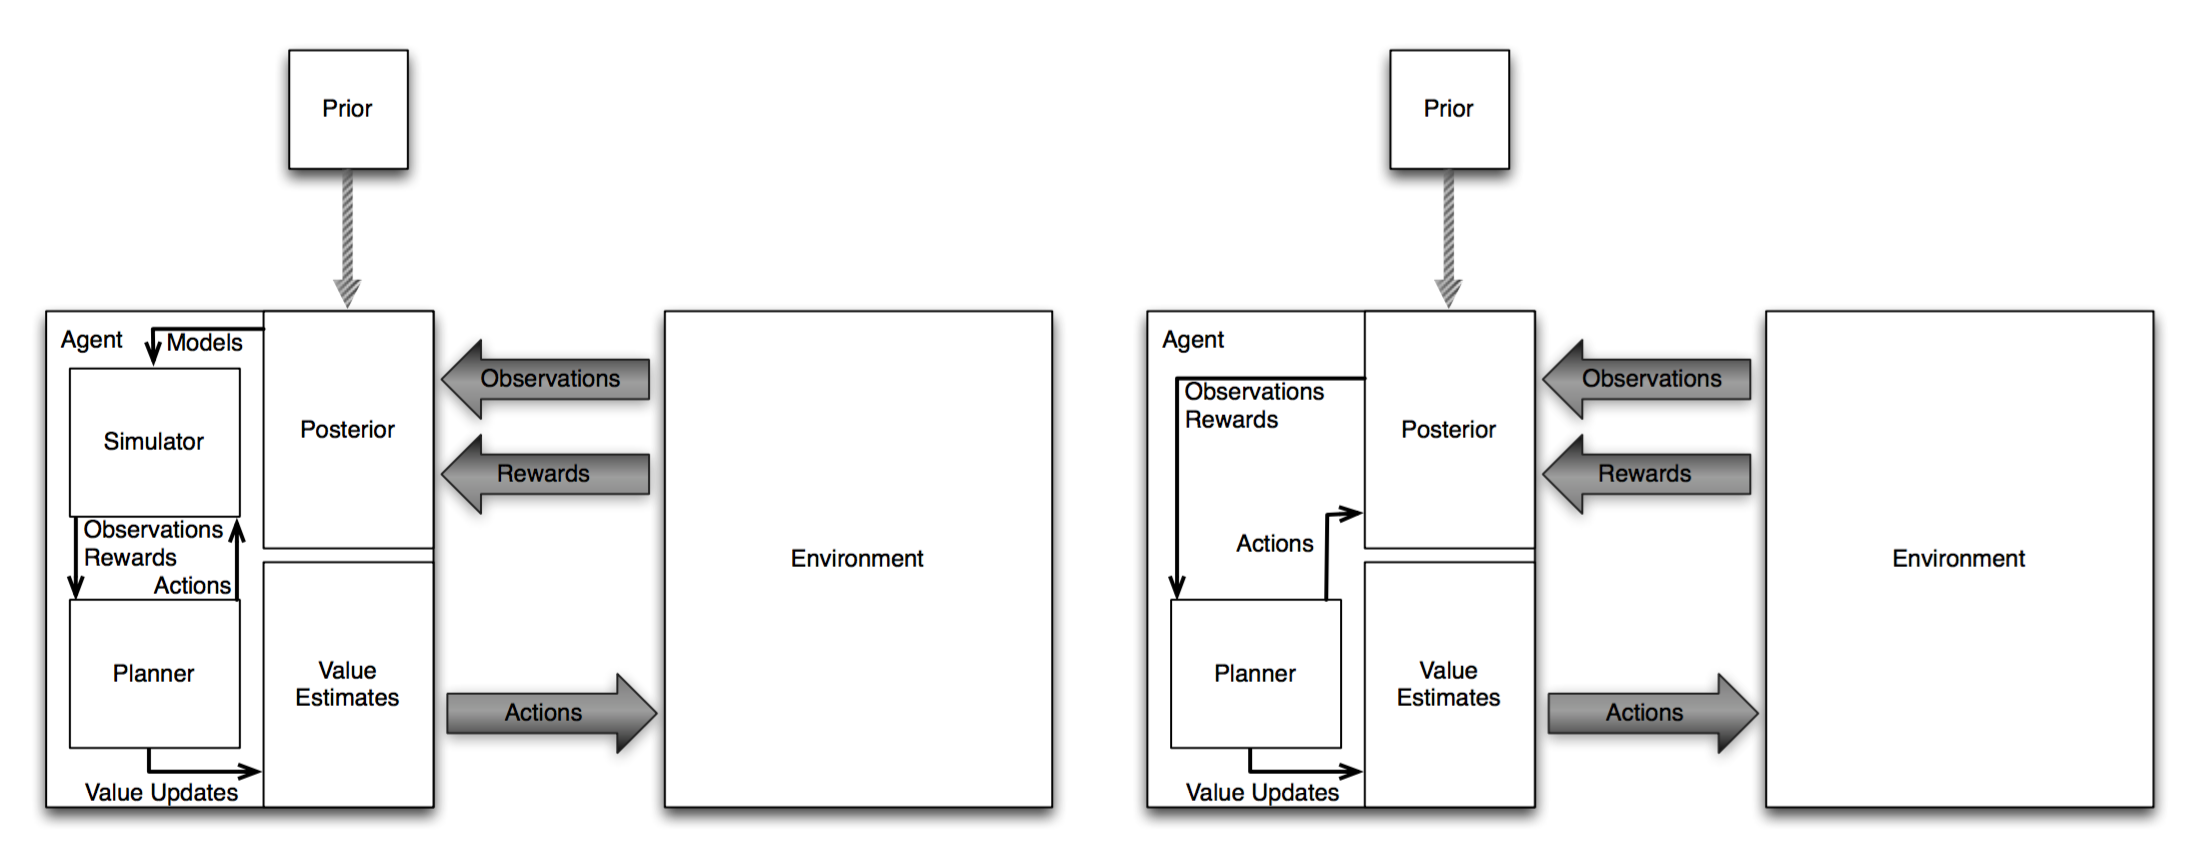 Prior
Agent
Models
Simulator
Observations
Rewards
Actions
Planner
Value Updates
Posterior
Value
Estimates
Observations
Rewards
Actions
Environment
Prior
Agent
Observations
Rewards
Actions
Planner
Value Updates
Posterior
Value
Estimates
Observations
Rewards
Actions
Environment